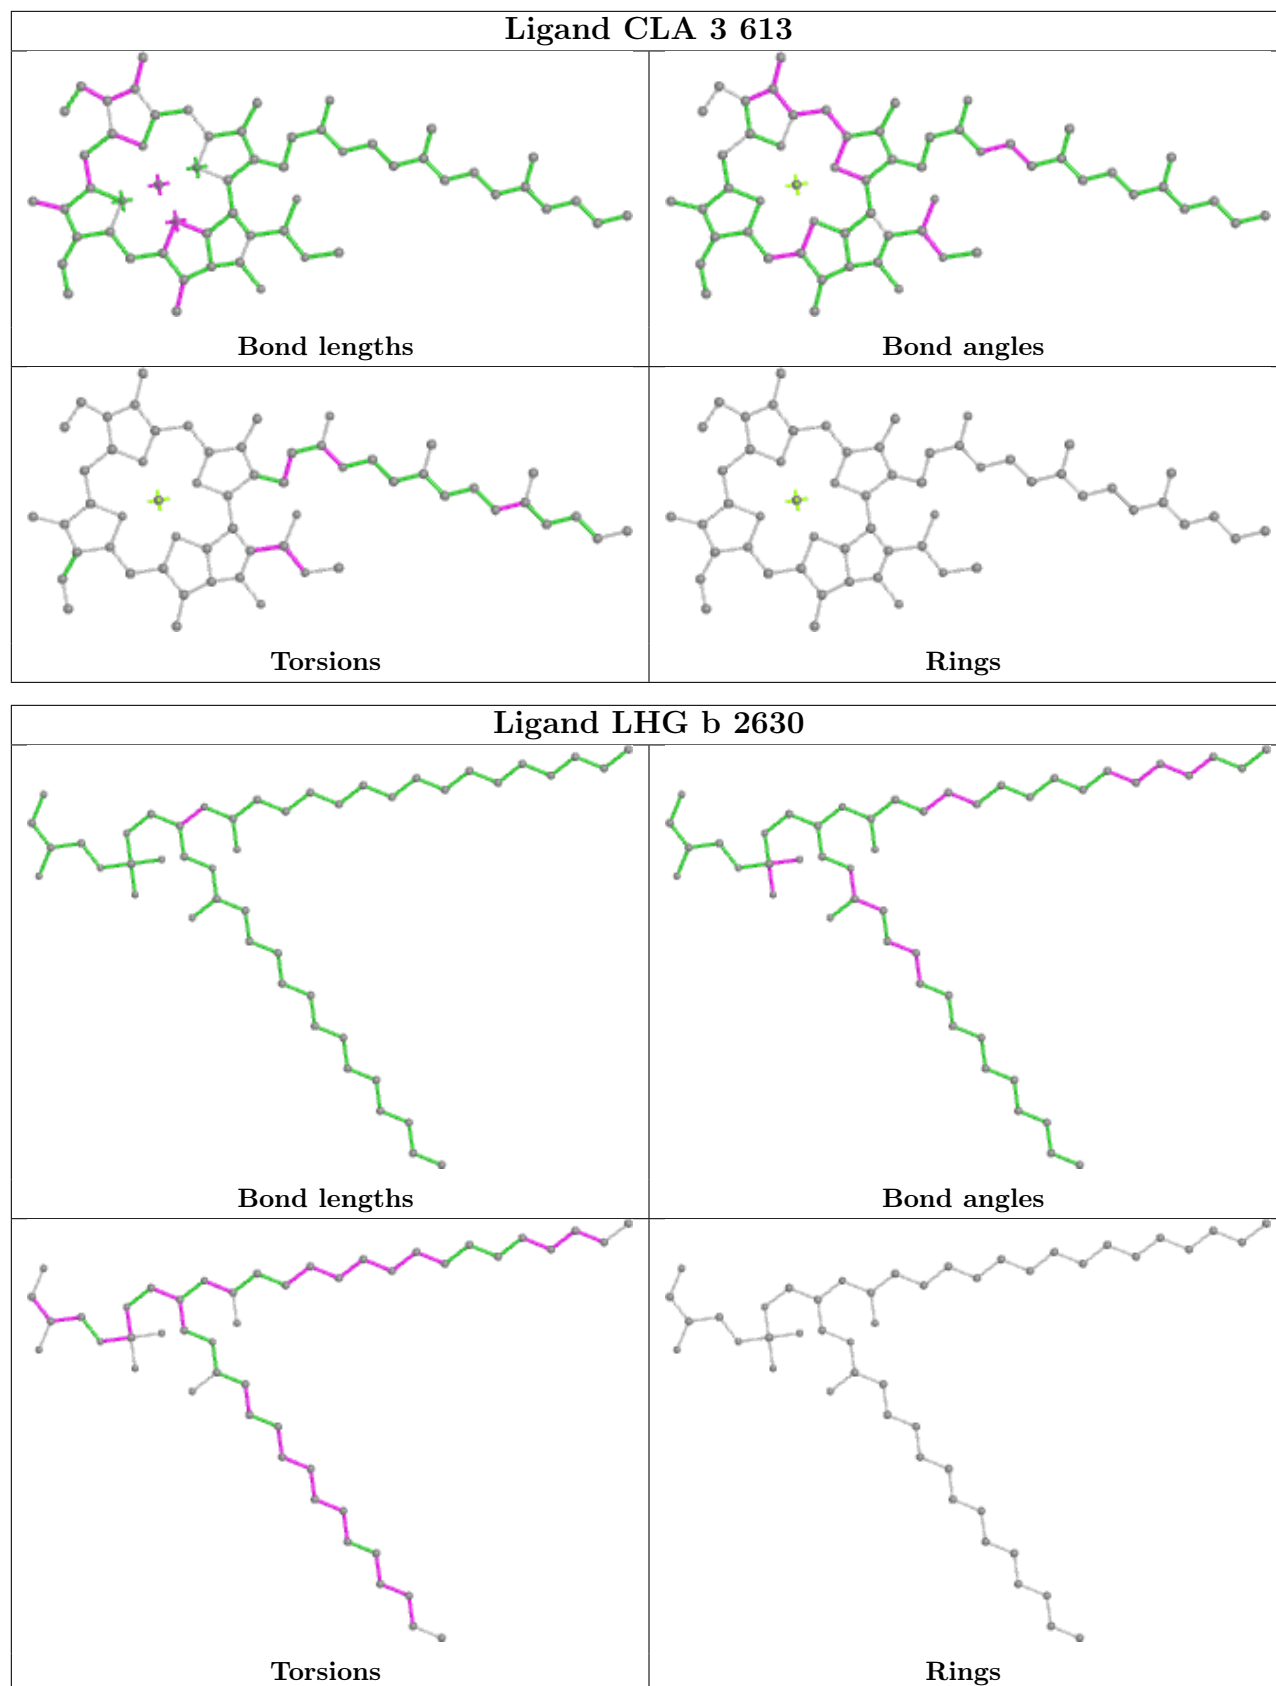 Ligand CLA 3 613
Bond lengths
Bond angles
Torsions
Rings
Ligand LHG b 2630
Bond lengths
Bond angles
Torsions
Rings